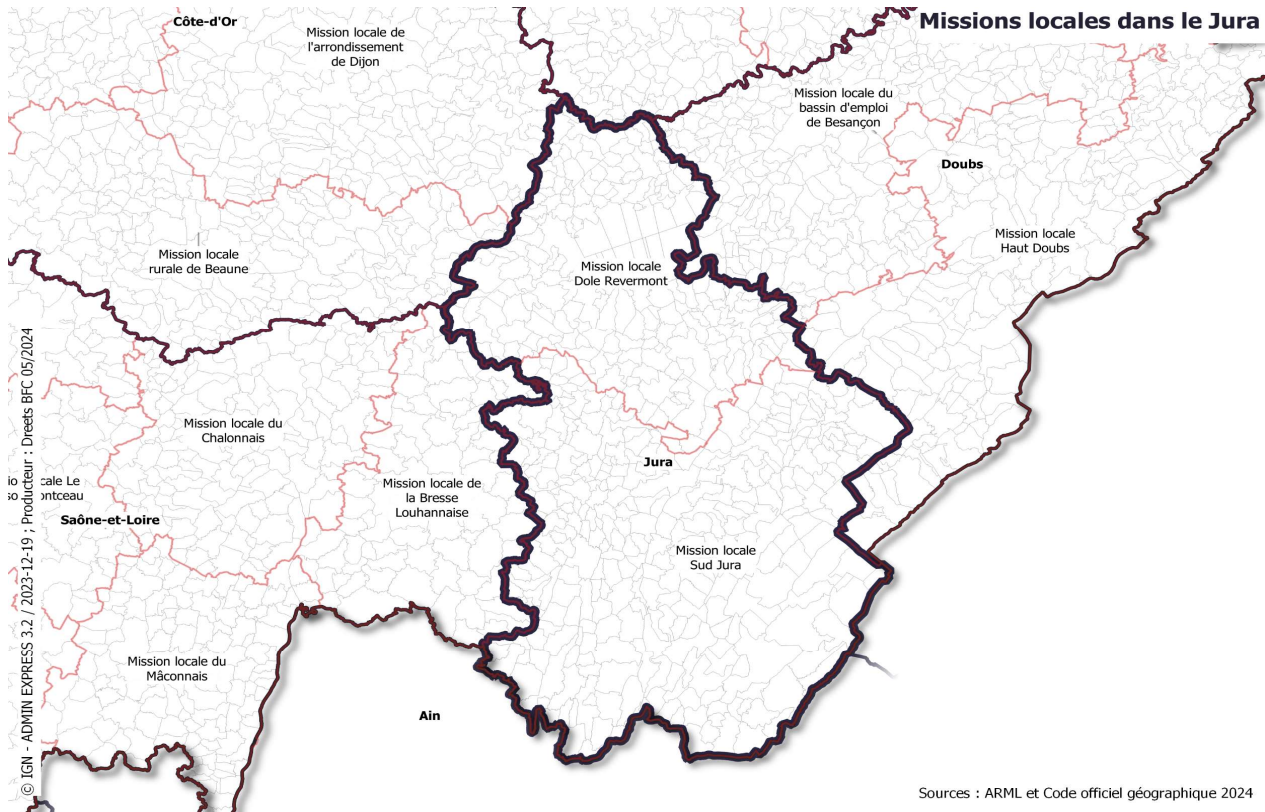 Missions locales dans le Jura
Côte-d'Or
Mission locale de
l'arrondissement
de Dijon
Mission locale du
bassin d'emploi
de Besançon
Doubs
Mission locale
Haut Doubs
Mission locale
rurale de Beaune
Mission locale
Dole Revermont
Mission locale du
Chalonnais
Jura
Mission locale de
la Bresse
Louhannaise
cale Le
ontceau
Saône-et-Loire
Mission locale
Sud Jura
Mission locale du
Mâconnais
Ain
© IGN - ADMIN EXPRESS 3.2 / 2023-12-19 ; Producteur : Dreets BFC 05/2024
Sources : ARML et Code officiel géographique 2024